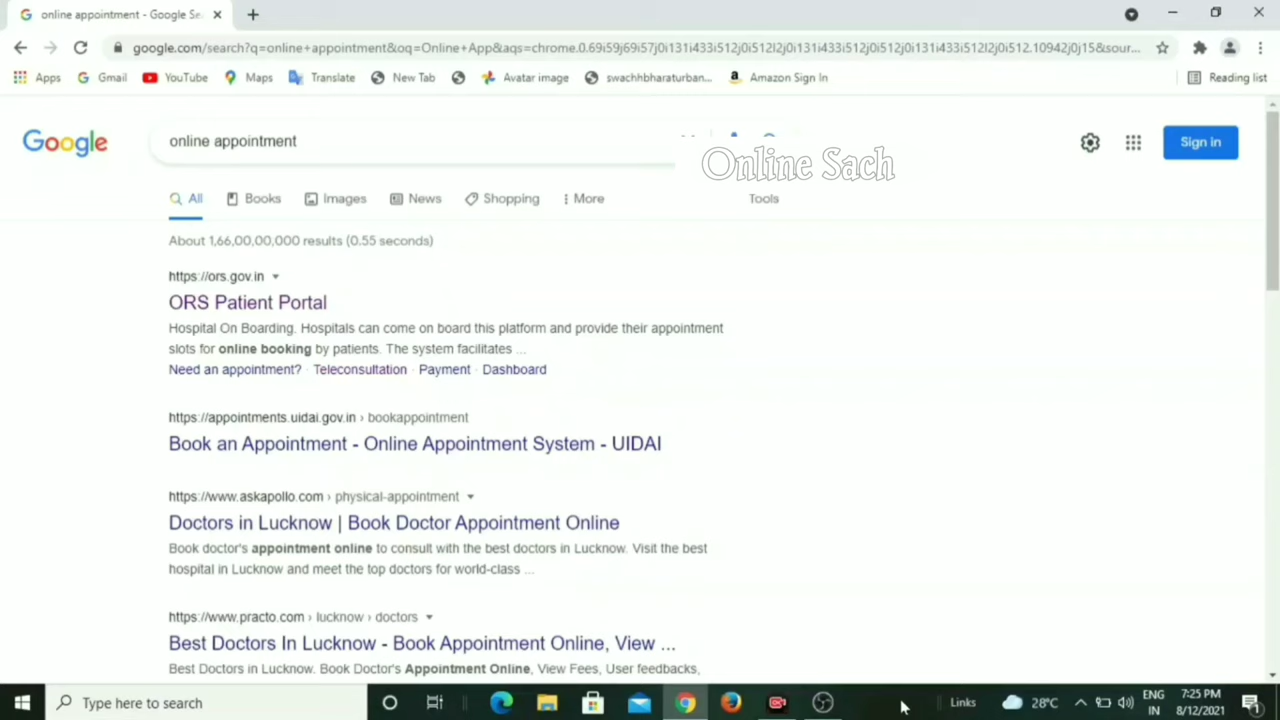 online appointment - Google Se
google.com/search?q=online+appointment&oq=Online+App&aqs=chrome.0.69i59j69i57j0i131i433i512j0i512l2j0i131i433i512j0i512j0i131i433i512l2j0i512.10942j0j15&sour...
Apps Gmail YouTube Maps Translate New Tab Avatar image swachhbharaturban... Amazon Sign In Reading list
Google online appointment Sign in
Online Sach
All Books Images News Shopping More Tools
About 1,66,00,00,000 results (0.55 seconds)
https://ors.gov.in
ORS Patient Portal
Hospital On Boarding. Hospitals can come on board this platform and provide their appointment
slots for online booking by patients. The system facilitates ...
Need an appointment? · Teleconsultation · Payment · Dashboard
https://appointments.uidai.gov.in › bookappointment
Book an Appointment - Online Appointment System - UIDAI
https://www.askapollo.com › physical-appointment
Doctors in Lucknow | Book Doctor Appointment Online
Book doctor's appointment online to consult with the best doctors in Lucknow. Visit the best
hospital in Lucknow and meet the top doctors for world-class ...
https://www.practo.com › lucknow › doctors
Best Doctors In Lucknow - Book Appointment Online, View ...
Best Doctors in Lucknow. Book Doctor's Appointment Online, View Fees, User feedbacks,
Type here to search Links 28°C ENG 7:25 PM
IN 8/12/2021